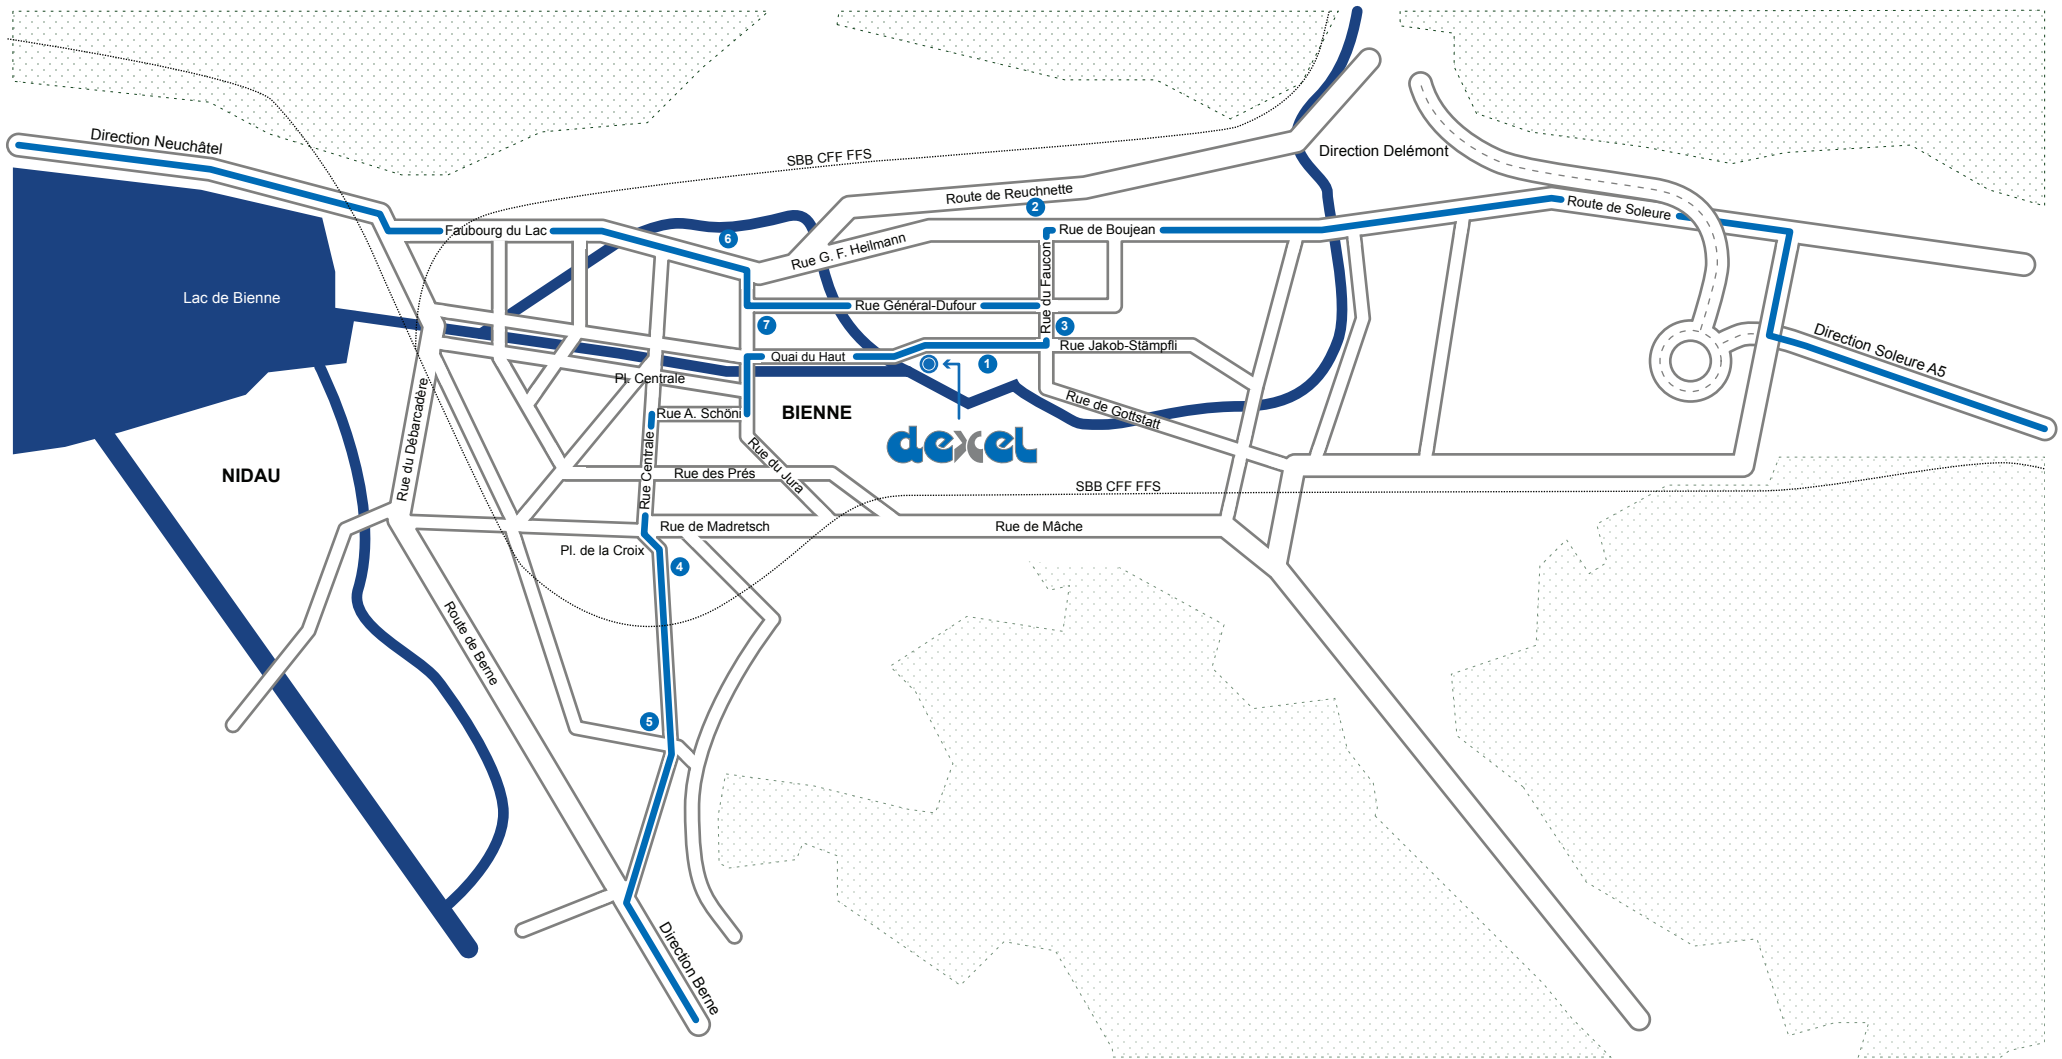 Direction Neuchâtel
SBB CFF FFS
Direction Delémont
Route de Reuchnette
2
Route de Soleure
Faubourg du Lac
6
Rue G. F. Heilmann
Rue de Boujean
Rue du Faucon
Lac de Bienne
Rue Général-Dufour
7
3
Direction Soleure A5
Quai du Haut
Rue Jakob-Stämpfli
1
Pl. Centrale
Rue du Débarcadère
Rue A. Schöni
BIENNE
Rue de Gottstatt
dexel
NIDAU
Rue Centrale
Rue des Prés
Rue du Jura
SBB CFF FFS
Rue de Madretsch
Rue de Mâche
Pl. de la Croix
4
Route de Berne
5
Direction Berne